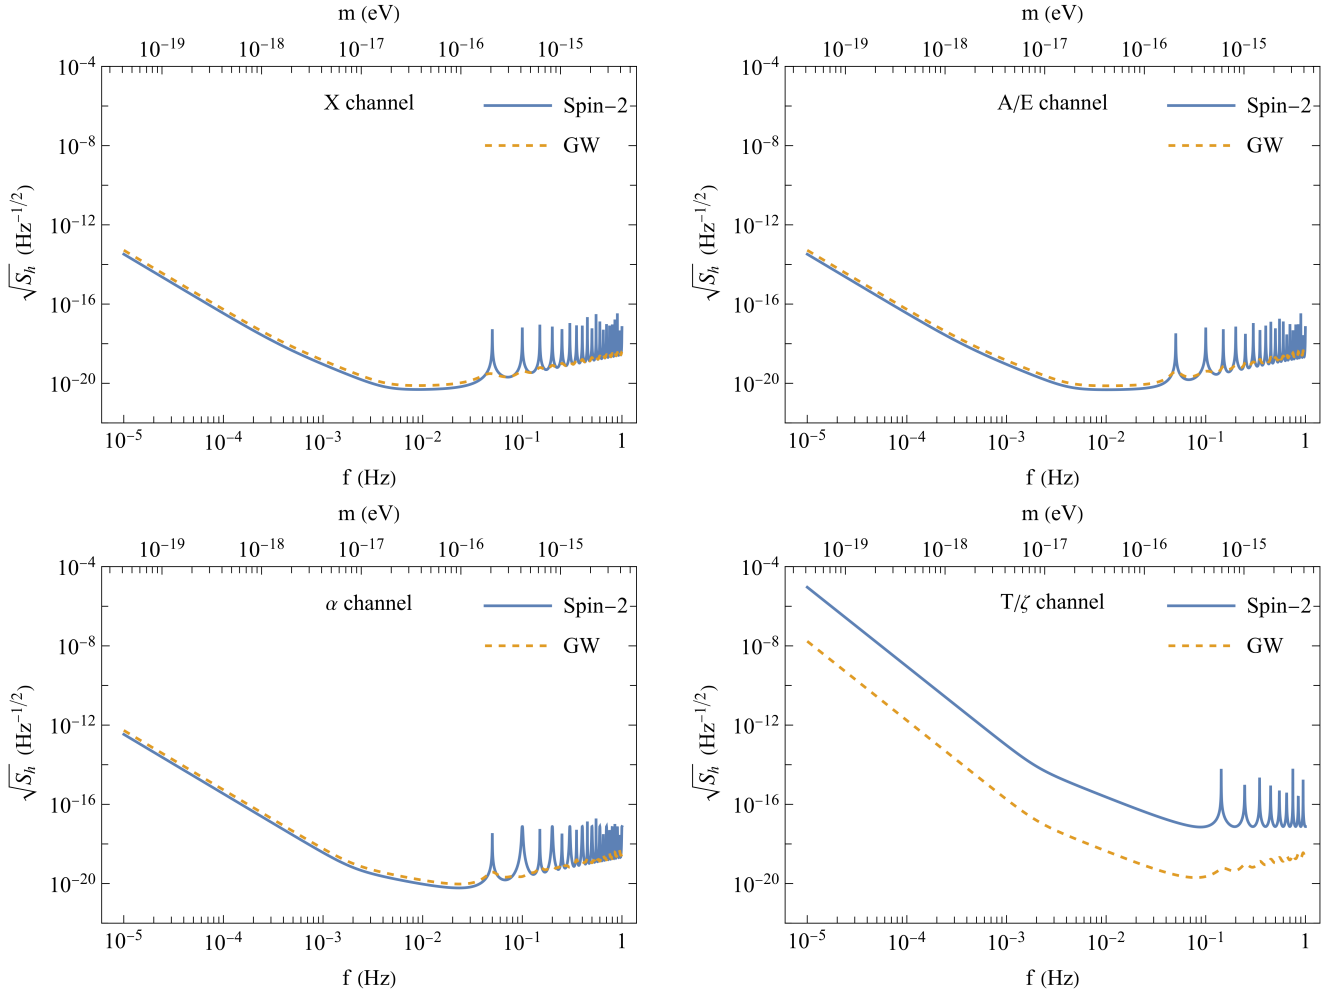 m (eV)
10⁻¹⁹ 10⁻¹⁸ 10⁻¹⁷ 10⁻¹⁶ 10⁻¹⁵
X channel
Spin−2
GW
10⁻⁴
10⁻⁸
10⁻¹²
10⁻¹⁶
10⁻²⁰
√S_h (Hz⁻¹/²)
10⁻⁵ 10⁻⁴ 10⁻³ 10⁻² 10⁻¹ 1
f (Hz)
m (eV)
10⁻¹⁹ 10⁻¹⁸ 10⁻¹⁷ 10⁻¹⁶ 10⁻¹⁵
A/E channel
Spin−2
GW
10⁻⁴
10⁻⁸
10⁻¹²
10⁻¹⁶
10⁻²⁰
√S_h (Hz⁻¹/²)
10⁻⁵ 10⁻⁴ 10⁻³ 10⁻² 10⁻¹ 1
f (Hz)
m (eV)
10⁻¹⁹ 10⁻¹⁸ 10⁻¹⁷ 10⁻¹⁶ 10⁻¹⁵
α channel
Spin−2
GW
10⁻⁴
10⁻⁸
10⁻¹²
10⁻¹⁶
10⁻²⁰
√S_h (Hz⁻¹/²)
10⁻⁵ 10⁻⁴ 10⁻³ 10⁻² 10⁻¹ 1
f (Hz)
m (eV)
10⁻¹⁹ 10⁻¹⁸ 10⁻¹⁷ 10⁻¹⁶ 10⁻¹⁵
T/ζ channel
Spin−2
GW
10⁻⁴
10⁻⁸
10⁻¹²
10⁻¹⁶
10⁻²⁰
√S_h (Hz⁻¹/²)
10⁻⁵ 10⁻⁴ 10⁻³ 10⁻² 10⁻¹ 1
f (Hz)